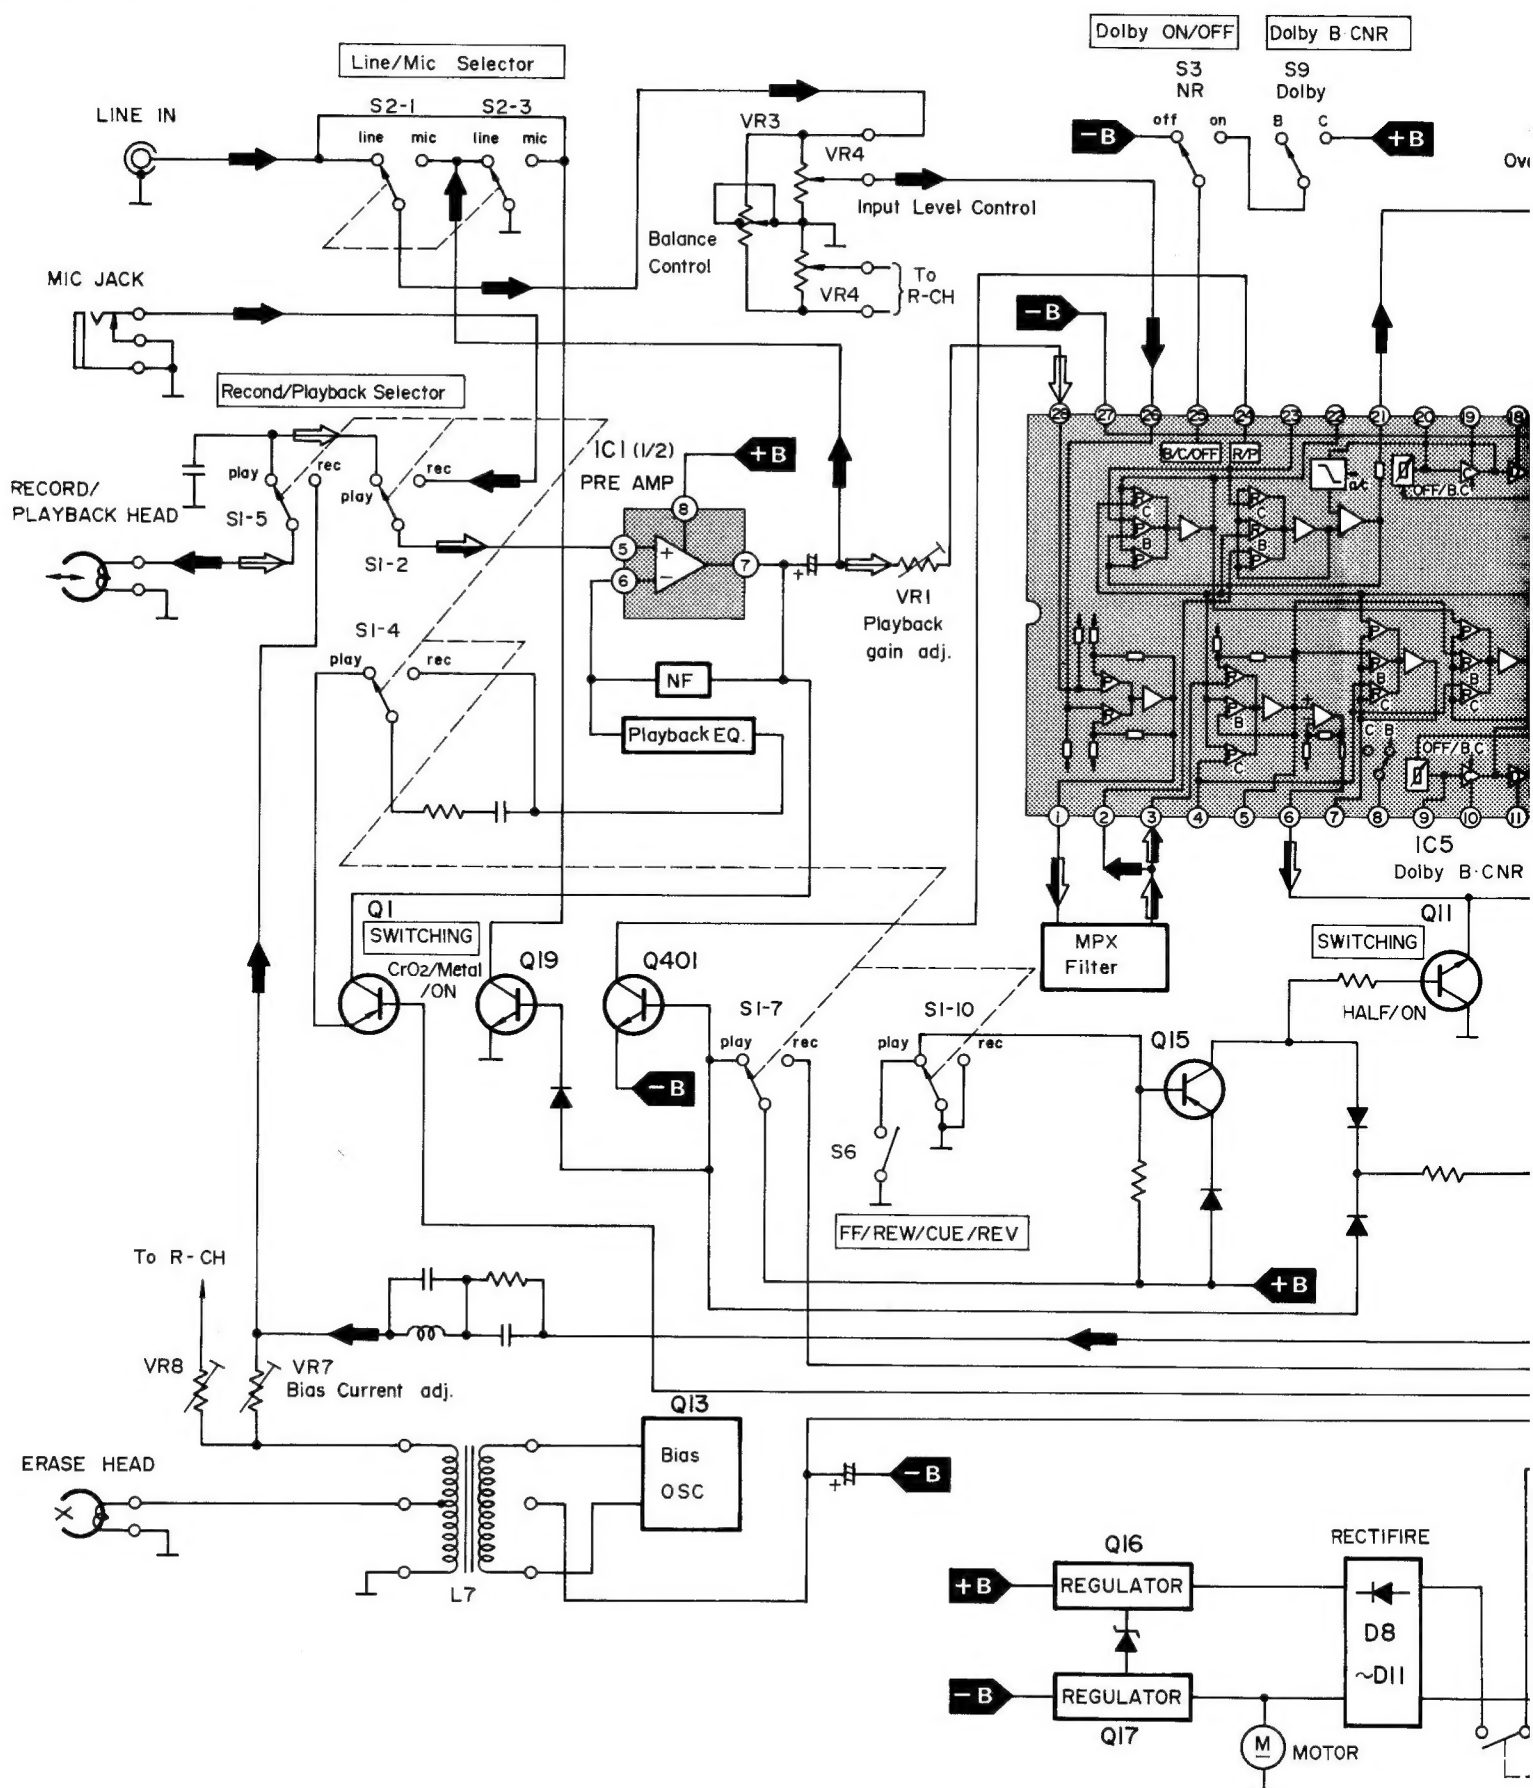 Dolby ON/OFF
Dolby B·CNR
Line/Mic Selector
S3
NR
S9
Dolby
LINE IN
S2-1
S2-3
line
mic
line
mic
VR3
VR4
-B
off
on
B
C
+B
Input Level Control
Balance
Control
To
R-CH
VR4
-B
MIC JACK
Recond/Playback Selector
28
27
26
25
24
23
22
21
20
19
18
B/C/OFF
R/P
OFF/B.C
play
rec
play
rec
IC1 (1/2)
PRE AMP
+B
RECORD/
PLAYBACK HEAD
S1-5
S1-2
8
5
6
7
+
-
+
VR1
Playback
gain adj.
S1-4
play
rec
NF
Playback EQ.
R
C
R
B
P
R
R
B
P
P
R
P
R
B
P
C
P
R
B
C
P
R
B
C
C
B
OFF/B.C
1
2
3
4
5
6
7
8
9
10
11
IC5
Dolby B·CNR
MPX
Filter
Q1
SWITCHING
CrO2/Metal
/ON
Q19
Q401
-B
S1-7
play
rec
S1-10
play
rec
Q15
Q11
SWITCHING
HALF/ON
S6
FF/REW/CUE/REV
+B
To R-CH
VR8
VR7
Bias Current adj.
ERASE HEAD
L7
Q13
Bias
OSC
+
-B
Q16
+B
REGULATOR
-B
REGULATOR
Q17
RECTIFIRE
D8
~D11
M
MOTOR